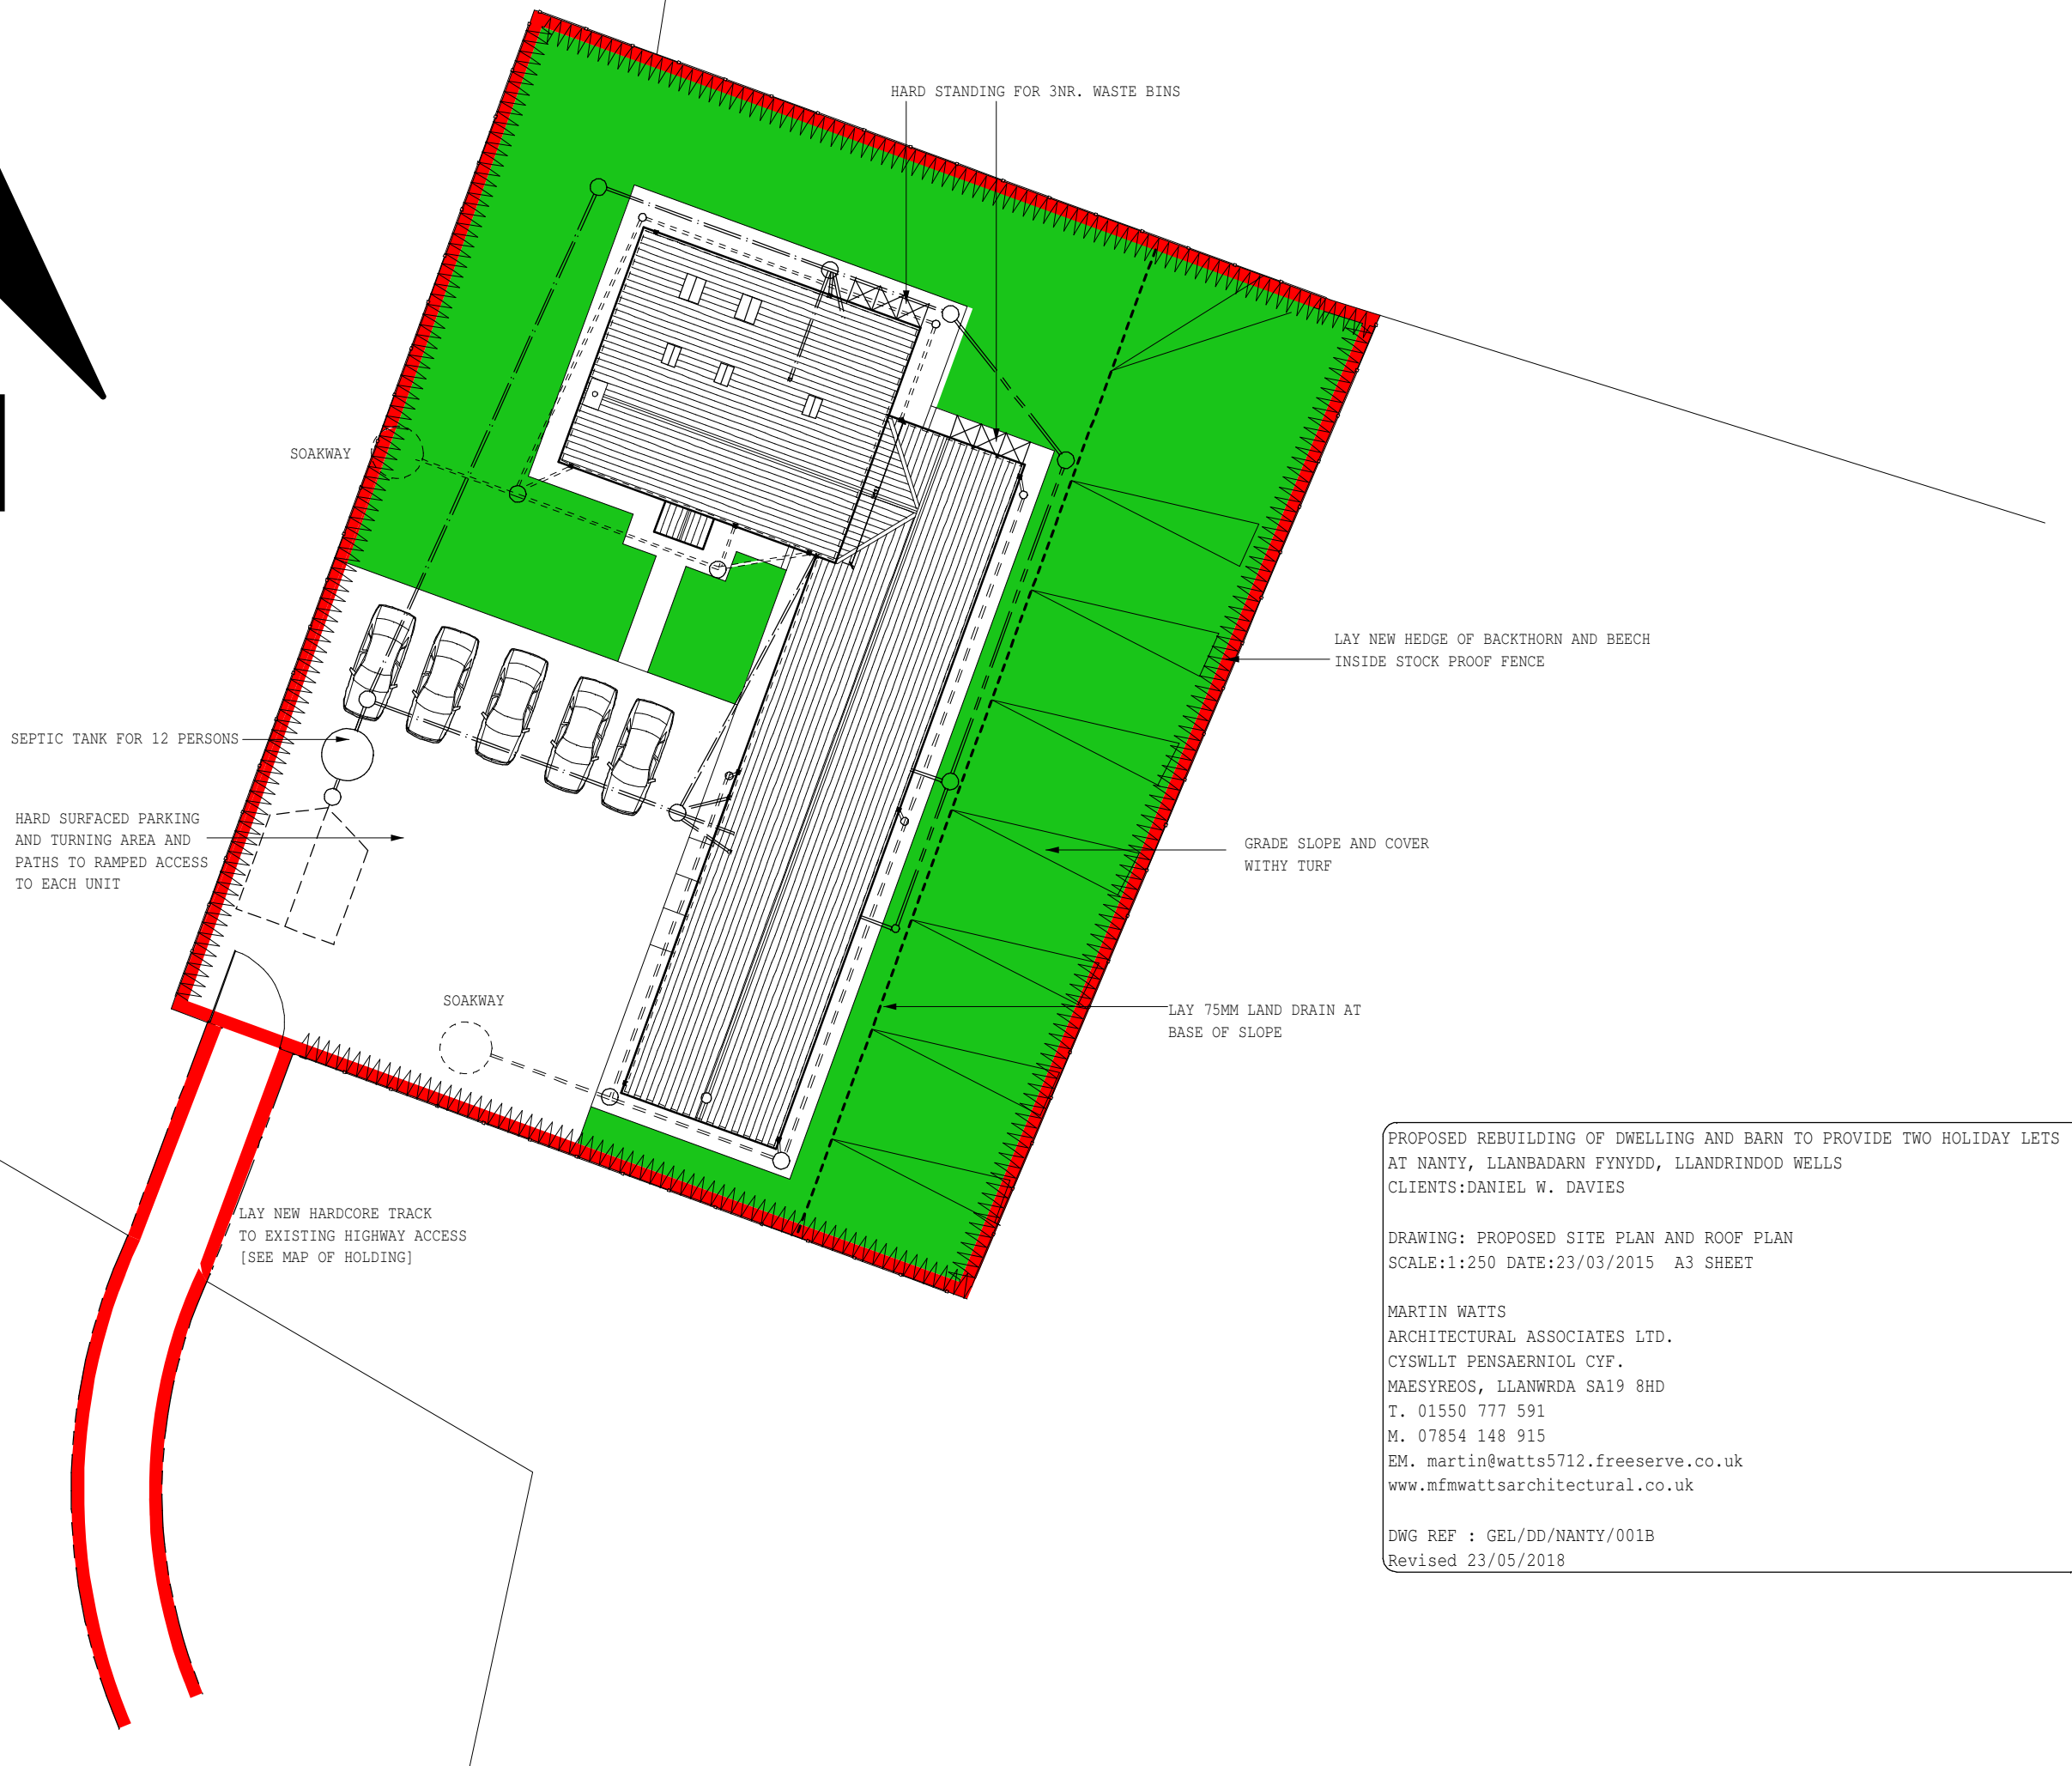 HARD STANDING FOR 3NR. WASTE BINS
SOAKWAY
LAY NEW HEDGE OF BACKTHORN AND BEECH
INSIDE STOCK PROOF FENCE
SEPTIC TANK FOR 12 PERSONS
HARD SURFACED PARKING
AND TURNING AREA AND
PATHS TO RAMPED ACCESS
TO EACH UNIT
GRADE SLOPE AND COVER
WITHY TURF
SOAKWAY
LAY 75MM LAND DRAIN AT
BASE OF SLOPE
LAY NEW HARDCORE TRACK
TO EXISTING HIGHWAY ACCESS
[SEE MAP OF HOLDING]
PROPOSED REBUILDING OF DWELLING AND BARN TO PROVIDE TWO HOLIDAY LETS
AT NANTY, LLANBADARN FYNYDD, LLANDRINDOD WELLS
CLIENTS:DANIEL W. DAVIES
DRAWING: PROPOSED SITE PLAN AND ROOF PLAN
SCALE:1:250 DATE:23/03/2015 A3 SHEET
MARTIN WATTS
ARCHITECTURAL ASSOCIATES LTD.
CYSWLLT PENSAERNIOL CYF.
MAESYREOS, LLANWRDA SA19 8HD
T. 01550 777 591
M. 07854 148 915
EM. martin@watts5712.freeserve.co.uk
www.mfmwattsarchitectural.co.uk
DWG REF : GEL/DD/NANTY/001B
Revised 23/05/2018